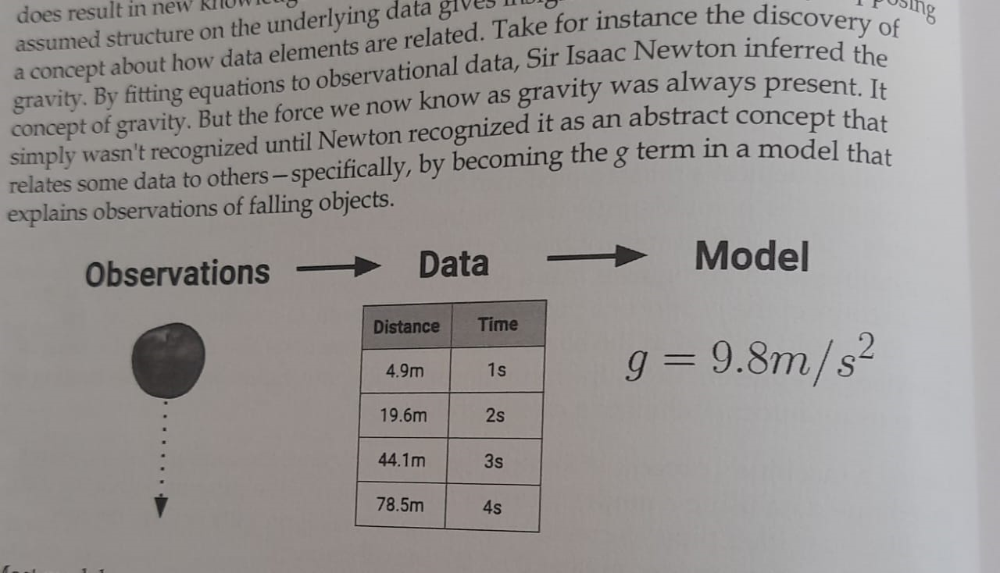 does result in new
assumed structure on the underlying data gives
a concept about how data elements are related. Take for instance the discovery of
gravity. By fitting equations to observational data, Sir Isaac Newton inferred the
concept of gravity. But the force we now know as gravity was always present. It
simply wasn't recognized until Newton recognized it as an abstract concept that
relates some data to others—specifically, by becoming the g term in a model that
explains observations of falling objects.
Observations → Data → Model
Distance Time
4.9m 1s
19.6m 2s
44.1m 3s
78.5m 4s
g = 9.8m/s²